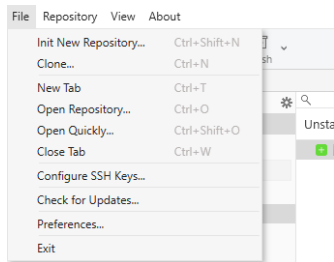 File Repository View About
Init New Repository... Ctrl+Shift+N
Clone... Ctrl+N
New Tab Ctrl+T
Open Repository... Ctrl+O
Open Quickly... Ctrl+Shift+O
Close Tab Ctrl+W
Configure SSH Keys...
Check for Updates...
Preferences...
Exit
sh
Unsta